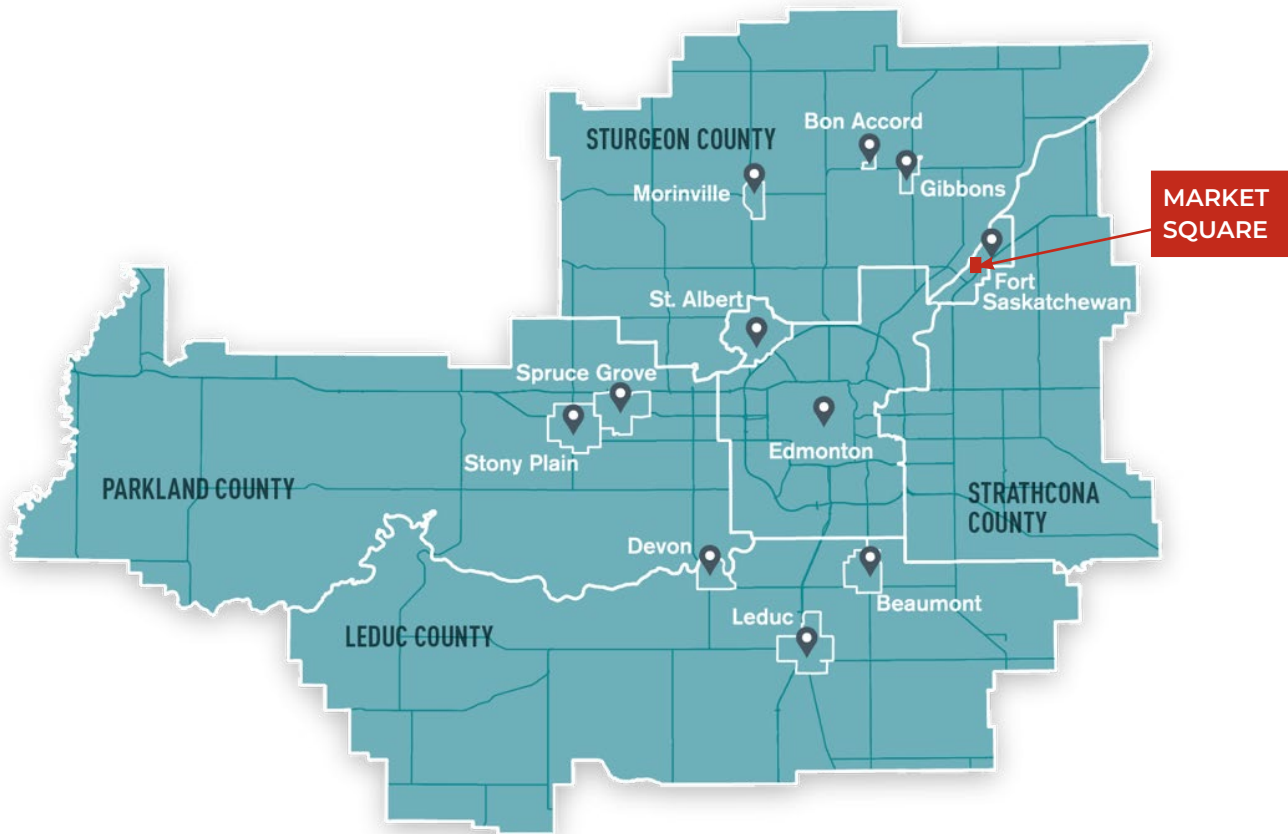 Bon Accord
STURGEON COUNTY
Morinville
Gibbons
MARKET
SQUARE
Fort
Saskatchewan
St. Albert
Spruce Grove
Stony Plain
Edmonton
PARKLAND COUNTY
STRATHCONA
COUNTY
Devon
Beaumont
Leduc
LEDUC COUNTY